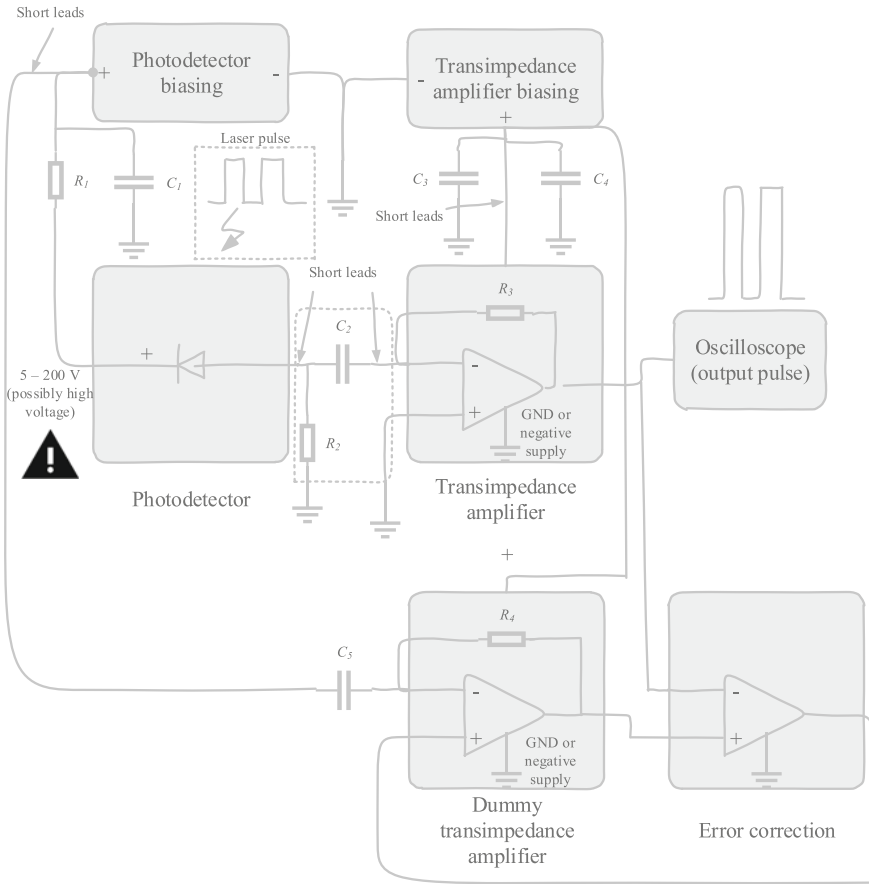 Short leads
+
Photodetector
biasing
-
-
Transimpedance
amplifier biasing
+
Laser pulse
R1
C1
C3
C4
Short leads
Short leads
R3
C2
+
-
+
GND or
negative
supply
Oscilloscope
(output pulse)
5 – 200 V
(possibly high
voltage)
!
R2
Photodetector
Transimpedance
amplifier
+
R4
C5
-
+
GND or
negative
supply
-
+
Dummy
transimpedance
amplifier
Error correction